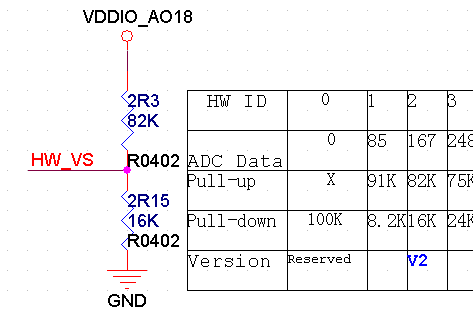 VDDIO_AO18
2R3
82K
R0402
HW_VS
2R15
16K
R0402
GND
HW ID 0 1 2 3
ADC Data 0 85 167 248
Pull-up X 91K 82K 75K
Pull-down 100K 8.2K 16K 24K
Version Reserved V2